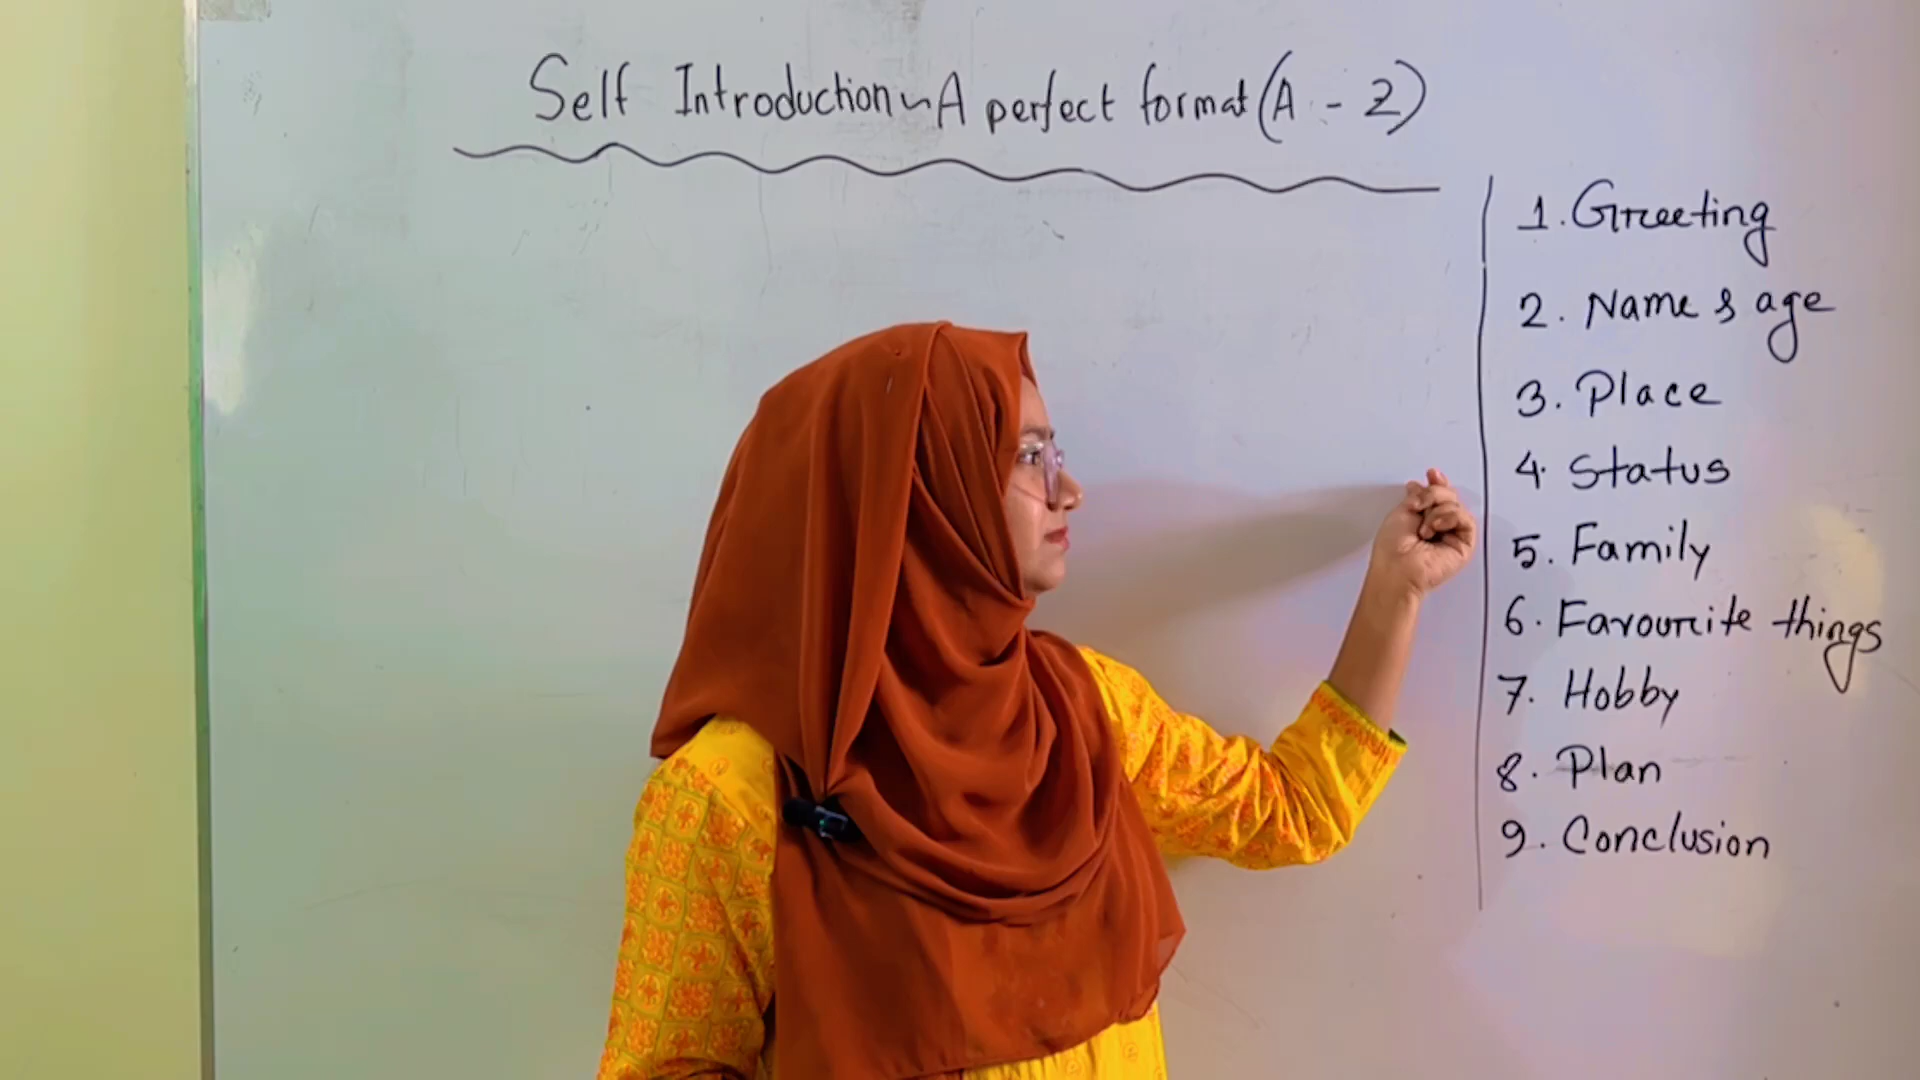 Self Introduction ~ A perfect format (A - Z)
1. Greeting
2. Name & age
3. Place
4. Status
5. Family
6. Favourite things
7. Hobby
8. Plan
9. Conclusion